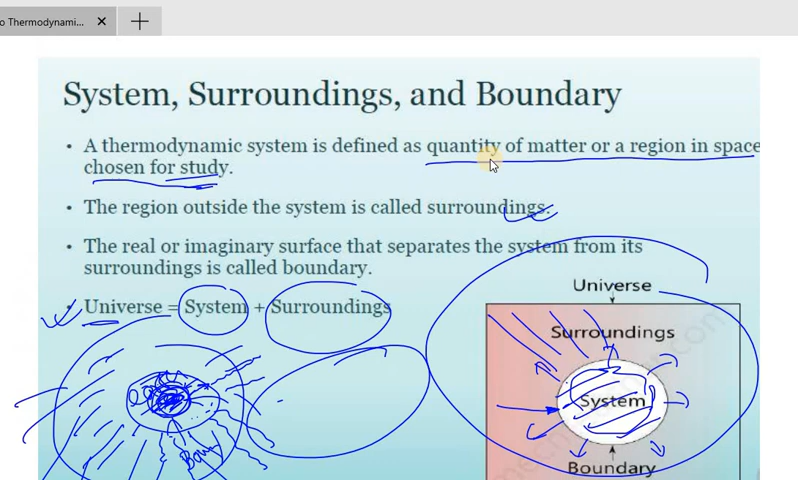 o Thermodynami...
System, Surroundings, and Boundary
• A thermodynamic system is defined as quantity of matter or a region in space
chosen for study.
• The region outside the system is called surroundings.
• The real or imaginary surface that separates the system from its
surroundings is called boundary.
• Universe = System + Surroundings
Universe
Surroundings
System
Boundary